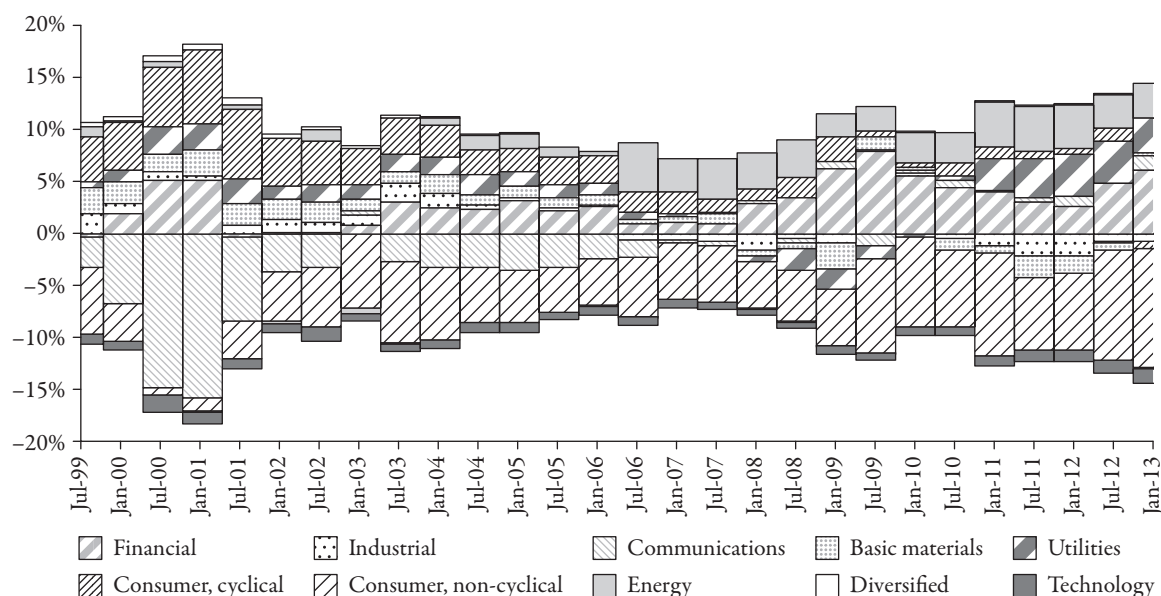 20%
15%
10%
5%
0%
–5%
–10%
–15%
–20%
Jul-99
Jan-00
Jul-00
Jan-01
Jul-01
Jan-02
Jul-02
Jan-03
Jul-03
Jan-04
Jul-04
Jan-05
Jul-05
Jan-06
Jul-06
Jan-07
Jul-07
Jan-08
Jul-08
Jan-09
Jul-09
Jan-10
Jul-10
Jan-11
Jul-11
Jan-12
Jul-12
Jan-13
Financial Industrial Communications Basic materials Utilities
Consumer, cyclical Consumer, non-cyclical Energy Diversified Technology